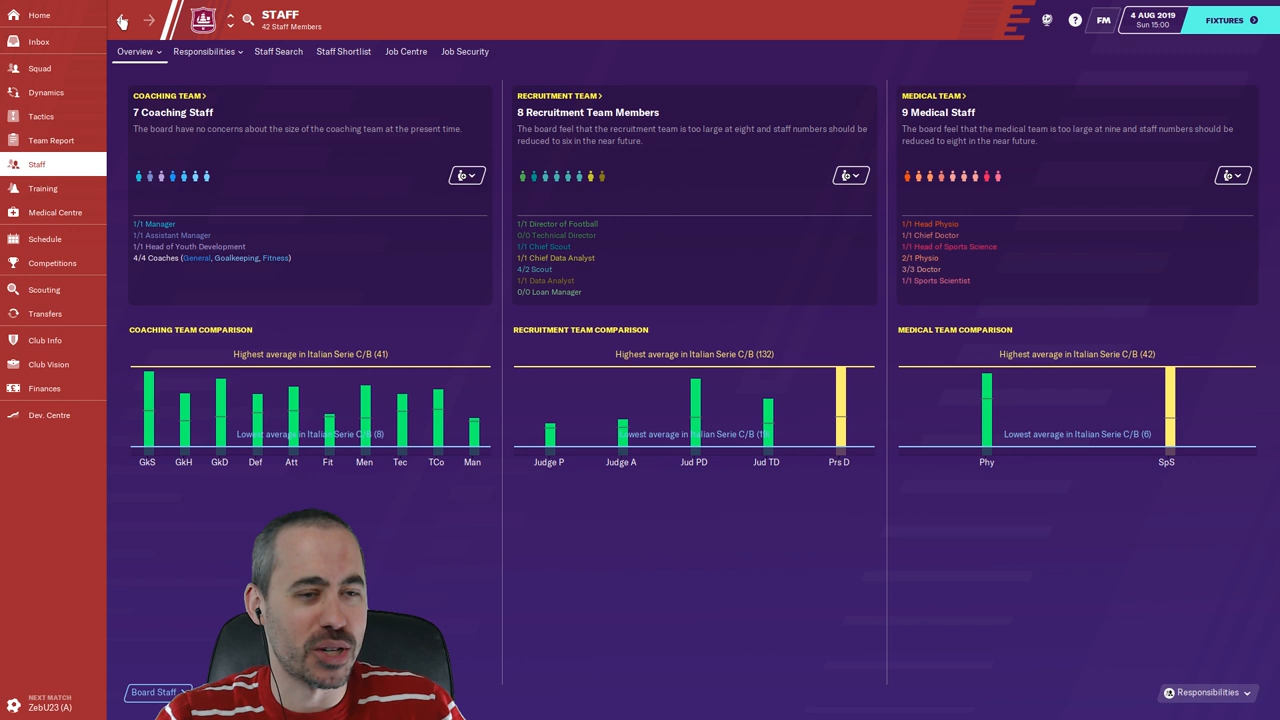 Home
Inbox
Squad
Dynamics
Tactics
Team Report
Staff
Training
Medical Centre
Schedule
Competitions
Scouting
Transfers
Club Info
Club Vision
Finances
Dev. Centre
NEXT MATCH
ZebU23 (A)
STAFF
42 Staff Members
?
FM
4 AUG 2019
Sun 15:00
FIXTURES
Overview
Responsibilities
Staff Search
Staff Shortlist
Job Centre
Job Security
COACHING TEAM
7 Coaching Staff
The board have no concerns about the size of the coaching team at the present time.
1/1 Manager
1/1 Assistant Manager
1/1 Head of Youth Development
4/4 Coaches (General, Goalkeeping, Fitness)
RECRUITMENT TEAM
8 Recruitment Team Members
The board feel that the recruitment team is too large at eight and staff numbers should be
reduced to six in the near future.
1/1 Director of Football
0/0 Technical Director
1/1 Chief Scout
1/1 Chief Data Analyst
4/2 Scout
1/1 Data Analyst
0/0 Loan Manager
MEDICAL TEAM
9 Medical Staff
The board feel that the medical team is too large at nine and staff numbers should be
reduced to eight in the near future.
1/1 Head Physio
1/1 Chief Doctor
1/1 Head of Sports Science
2/1 Physio
3/3 Doctor
1/1 Sports Scientist
COACHING TEAM COMPARISON
Highest average in Italian Serie C/B (41)
Lowest average in Italian Serie C/B (8)
GkS GkH GkD Def Att Fit Men Tec TCo Man
RECRUITMENT TEAM COMPARISON
Highest average in Italian Serie C/B (132)
Lowest average in Italian Serie C/B
Judge P Judge A Jud PD Jud TD Prs D
MEDICAL TEAM COMPARISON
Highest average in Italian Serie C/B (42)
Lowest average in Italian Serie C/B (6)
Phy SpS
Board Staff
Responsibilities